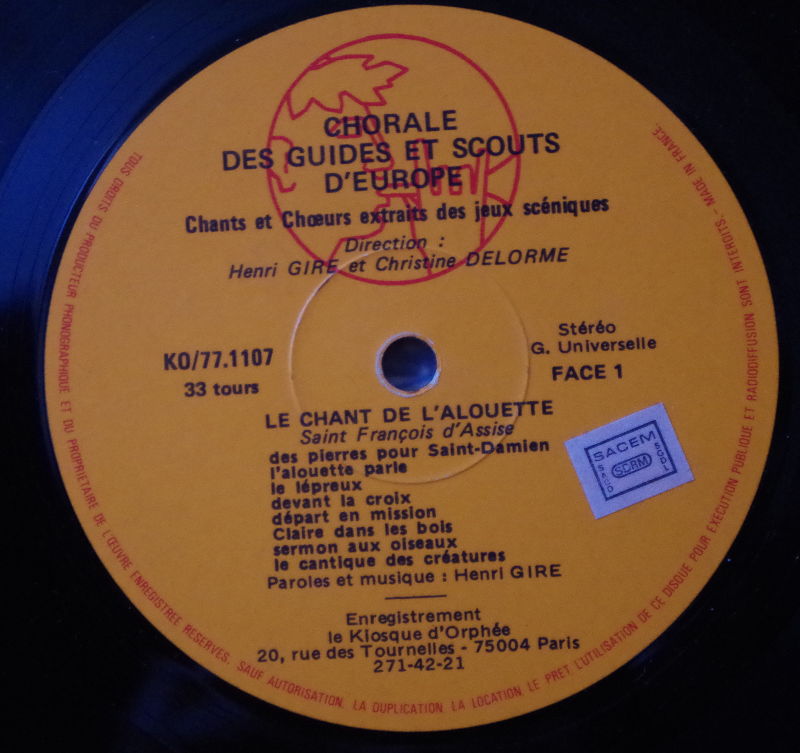 CHORALE
DES GUIDES ET SCOUTS
D'EUROPE
Chants et Chœurs extraits des jeux scéniques
Direction :
Henri GIRE et Christine DELORME
KO/77.1107
33 tours
Stéréo
G. Universelle
FACE 1
LE CHANT DE L'ALOUETTE
Saint François d'Assise
des pierres pour Saint-Damien
l'alouette parle
le lépreux
devant la croix
départ en mission
Claire dans les bois
sermon aux oiseaux
le cantique des créatures
Paroles et musique : Henri GIRE
SACEM
SACD
SCRM
SGDL
Enregistrement
le Kiosque d'Orphée
20, rue des Tournelles - 75004 Paris
271-42-21
TOUS DROITS DU PRODUCTEUR PHONOGRAPHIQUE ET DU PROPRIETAIRE DE L'ŒUVRE ENREGISTREE RESERVES. SAUF AUTORISATION, LA DUPLICATION, LA LOCATION, LE PRET, L'UTILISATION DE CE DISQUE POUR EXECUTION PUBLIQUE ET RADIODIFFUSION SONT INTERDITS. MADE IN FRANCE.